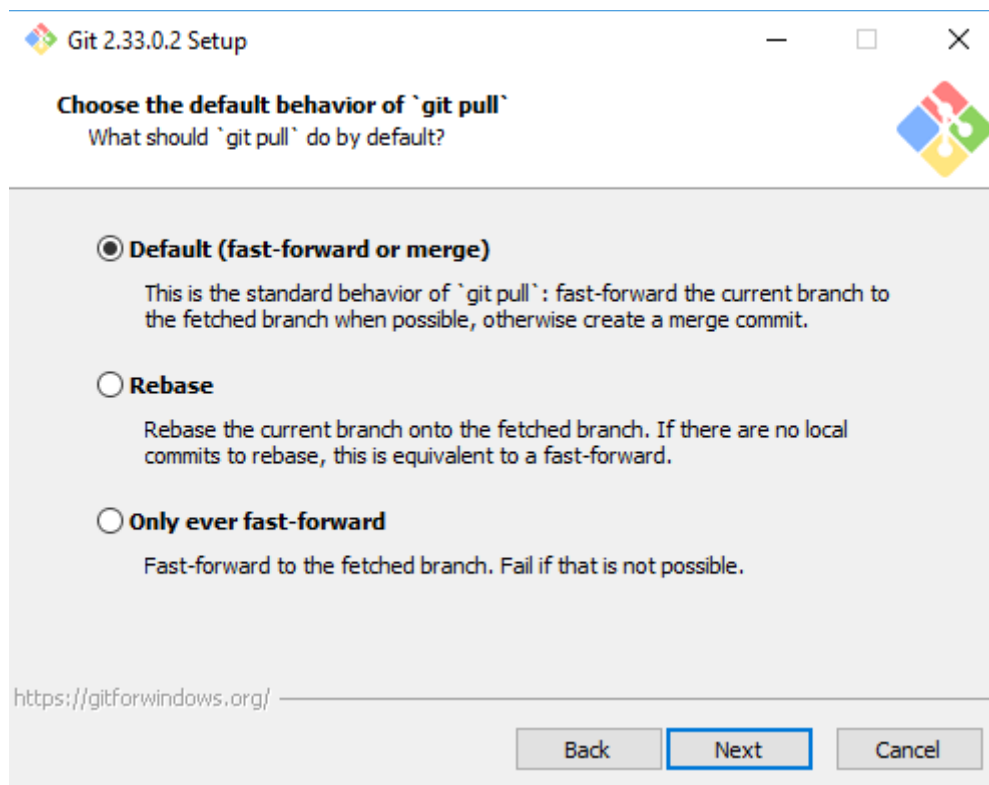 Git 2.33.0.2 Setup
Choose the default behavior of `git pull`
What should `git pull` do by default?
Default (fast-forward or merge)
This is the standard behavior of `git pull`: fast-forward the current branch to
the fetched branch when possible, otherwise create a merge commit.
Rebase
Rebase the current branch onto the fetched branch. If there are no local
commits to rebase, this is equivalent to a fast-forward.
Only ever fast-forward
Fast-forward to the fetched branch. Fail if that is not possible.
https://gitforwindows.org/
Back Next Cancel